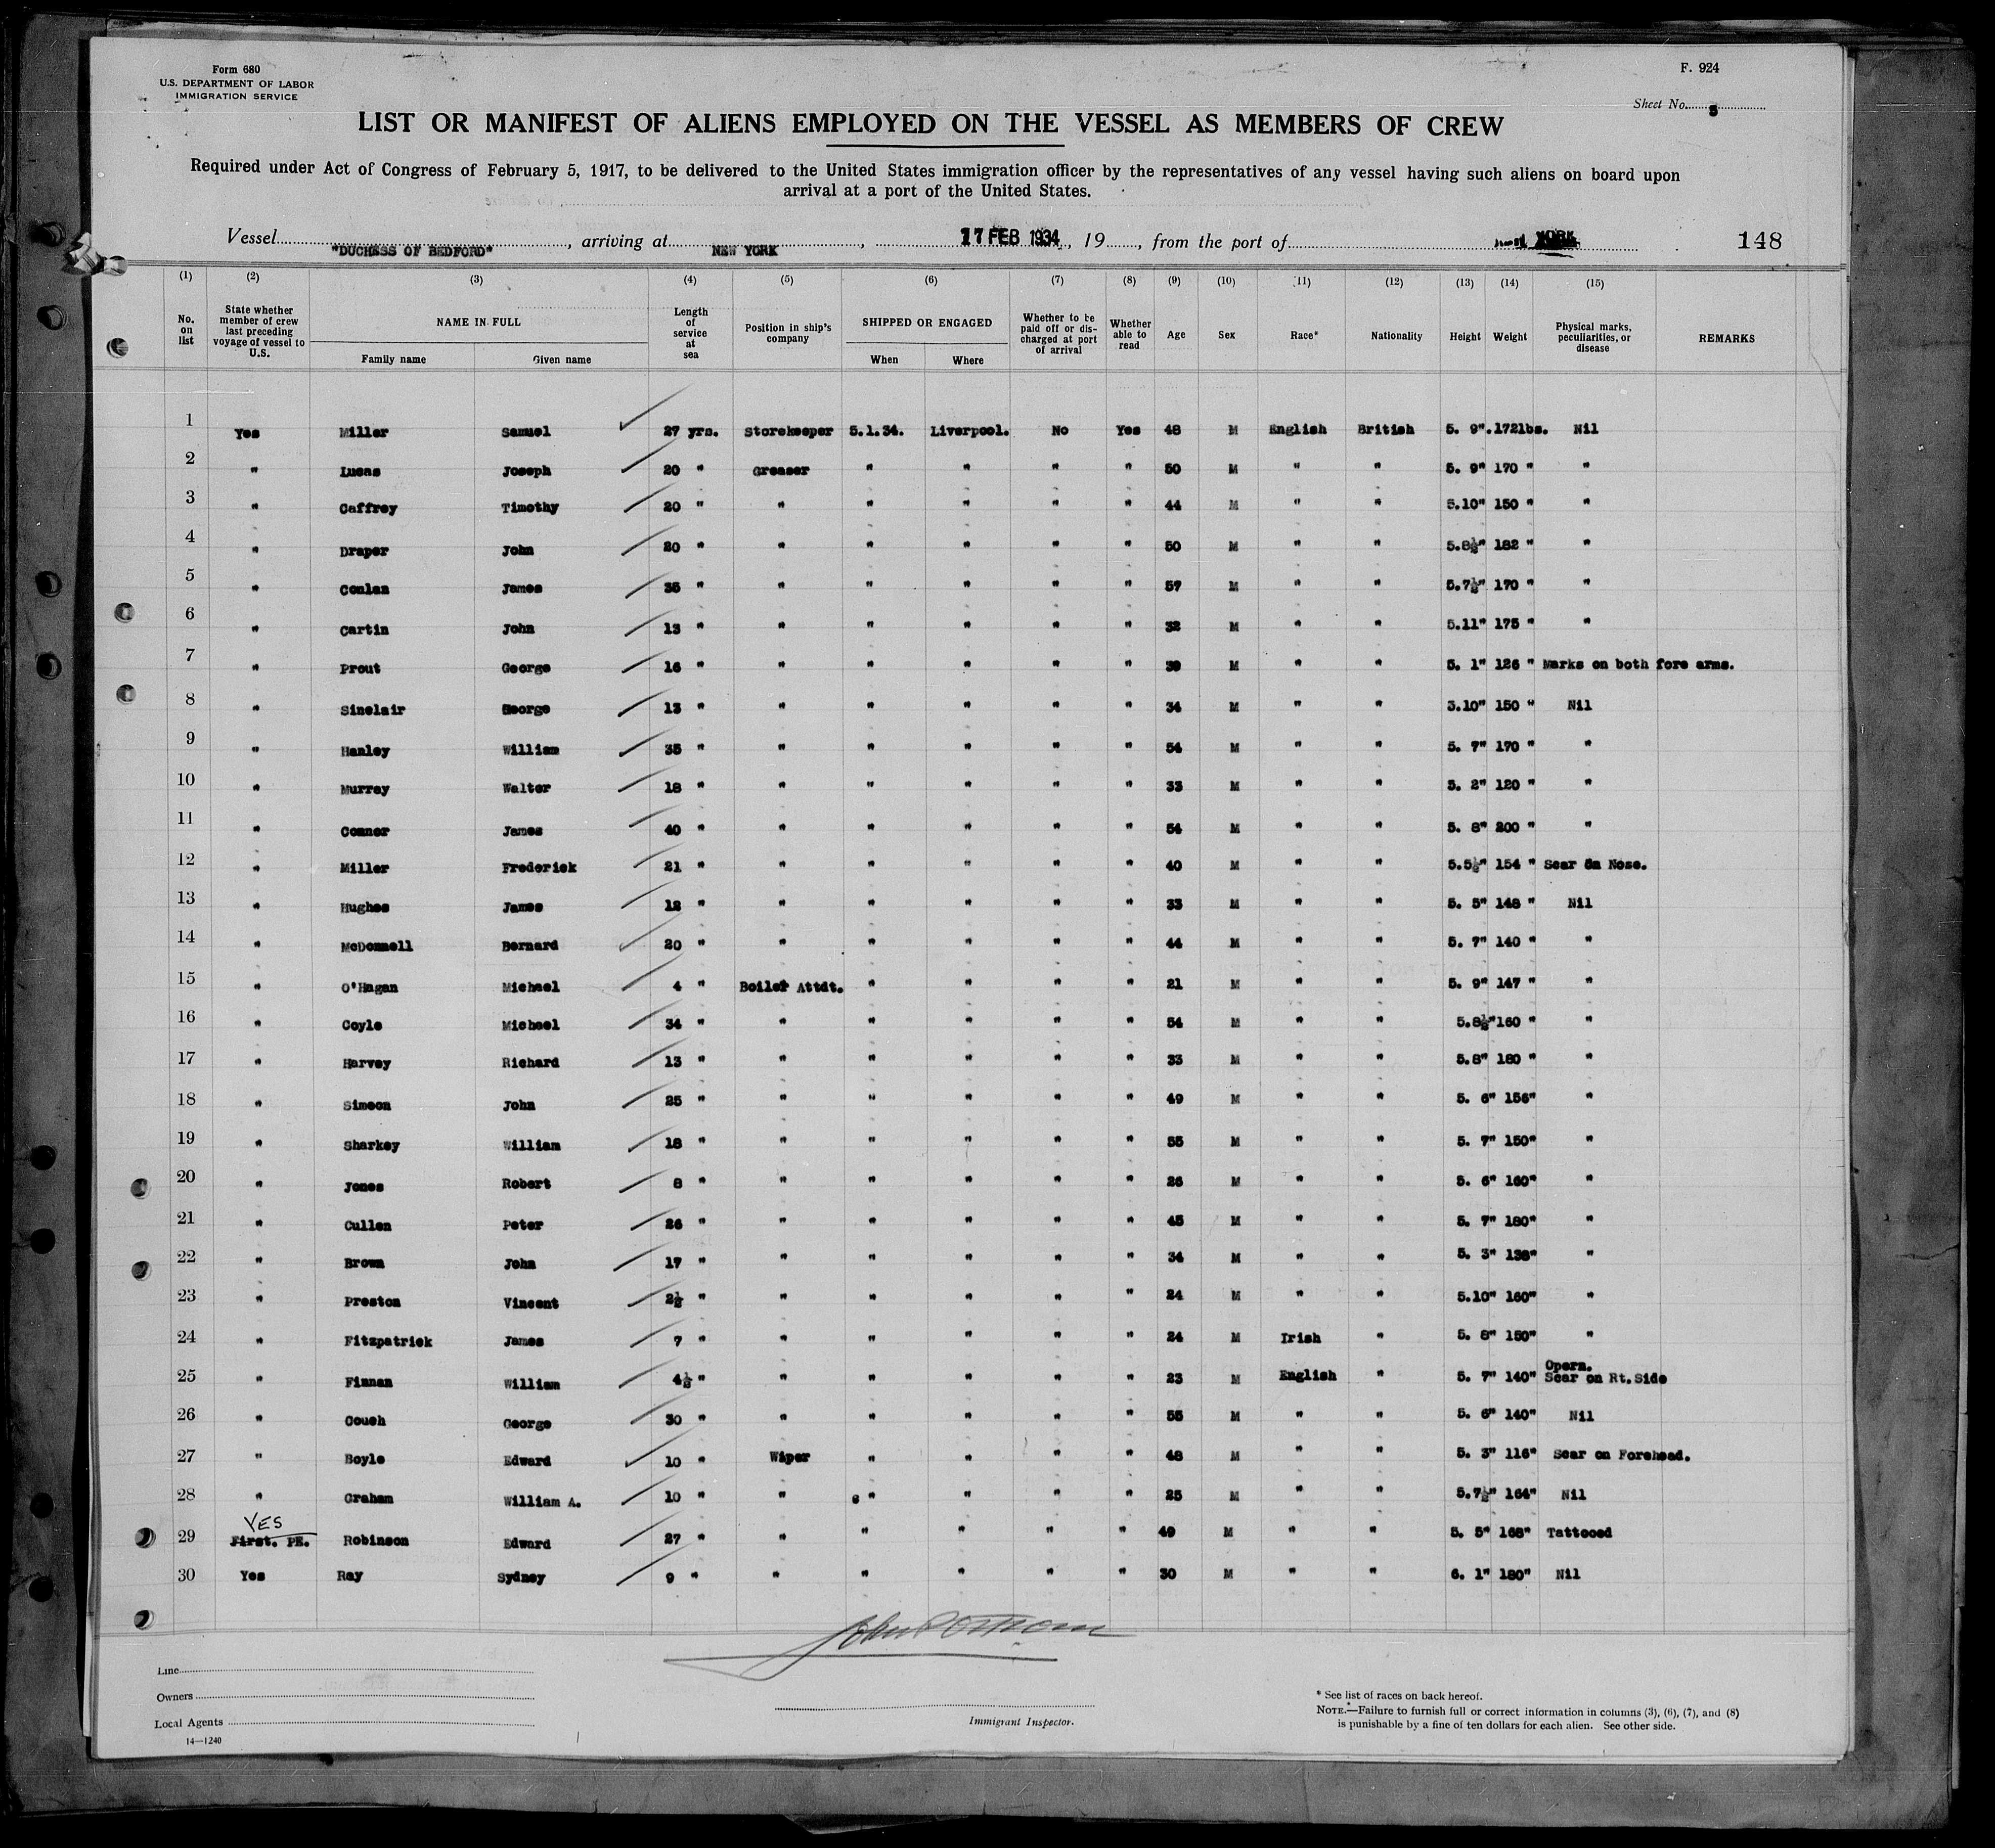 Form 680
U.S. DEPARTMENT OF LABOR
IMMIGRATION SERVICE
F. 924
Sheet No. 5
LIST OR MANIFEST OF ALIENS EMPLOYED ON THE VESSEL AS MEMBERS OF CREW
Required under Act of Congress of February 5, 1917, to be delivered to the United States immigration officer by the representatives of any vessel having such aliens on board upon
arrival at a port of the United States.
Vessel "DUCHESS OF BEDFORD", arriving at NEW YORK, 17 FEB 1934, 19, from the port of YORK 148
(1) (2) (3) (4) (5) (6) (7) (8) (9) (10) (11) (12) (13) (14) (15)
No. on list State whether member of crew last preceding voyage of vessel to U.S. NAME IN FULL Family name Given name Length of service at sea Position in ship's company SHIPPED OR ENGAGED When Where Whether to be paid off or discharged at port of arrival Whether able to read Age Sex Race* Nationality Height Weight Physical marks, peculiarities, or disease REMARKS
1 Yes Miller Samuel 27 yrs. Storekeeper 5.1.34. Liverpool. No Yes 48 M English British 5. 9". 172lbs. Nil
2 " Lucas Joseph 20 " Greaser " " " " 50 M " " 5. 9" 170 " "
3 " Caffrey Timothy 20 " " " " " " 44 M " " 5.10" 150 " "
4 " Draper John 20 " " " " " " 50 M " " 5.8½" 182 " "
5 " Conlan James 35 " " " " " " 57 M " " 5.7½" 170 " "
6 " Cartin John 13 " " " " " " 32 M " " 5.11" 175 " "
7 " Prout George 16 " " " " " " 39 M " " 5. 1" 126 " Marks on both fore arms.
8 " Sinclair George 13 " " " " " " 34 M " " 5.10" 150 " Nil
9 " Hanley William 35 " " " " " " 54 M " " 5. 7" 170 " "
10 " Murray Walter 18 " " " " " " 33 M " " 5. 2" 120 " "
11 " Connor James 40 " " " " " " 54 M " " 5. 8" 200 " "
12 " Miller Frederick 21 " " " " " " 40 M " " 5.5½" 154 " Scar on Nose.
13 " Hughes James 12 " " " " " " 33 M " " 5. 5" 148 " Nil
14 " McDonnell Bernard 20 " " " " " " 44 M " " 5. 7" 140 " "
15 " O'Hagan Michael 4 " Boiler Attdt. " " " " 21 M " " 5. 9" 147 " "
16 " Coyle Michael 34 " " " " " " 54 M " " 5.8½" 160 " "
17 " Harvey Richard 13 " " " " " " 33 M " " 5.8" 180 " "
18 " Simeon John 25 " " " " " " 49 M " " 5. 6" 156" "
19 " Sharkey William 18 " " " " " " 55 M " " 5. 7" 150" "
20 " Jones Robert 8 " " " " " " 26 M " " 5. 6" 160" "
21 " Cullen Peter 26 " " " " " " 45 M " " 5. 7" 180" "
22 " Brown John 17 " " " " " " 34 M " " 5. 3" 138" "
23 " Preston Vincent 2½ " " " " " " 24 M " " 5.10" 160" "
24 " Fitzpatrick James 7 " " " " " " 24 M Irish " 5. 8" 150" "
25 " Finnan William 4½ " " " " " " 23 M English " 5. 7" 140" Opern. Scar on Rt. Side
26 " Couch George 30 " " " " " " 55 M " " 5. 6" 140" Nil
27 " Boyle Edward 10 " Wiper " " " " 48 M " " 5. 3" 116" Scar on Forehead.
28 " Graham William A. 10 " " " " " " 25 M " " 5.7½" 164" Nil
29 YES First. PE. Robinson Edward 27 " " " " " " 49 M " " 5. 5" 168" Tattooed
30 Yes Ray Sydney 9 " " " " " " 30 M " " 6. 1" 180" Nil
Line
Owners
Local Agents
14—1240
Immigrant Inspector.
* See list of races on back hereof.
NOTE.—Failure to furnish full or correct information in columns (3), (6), (7), and (8)
is punishable by a fine of ten dollars for each alien. See other side.